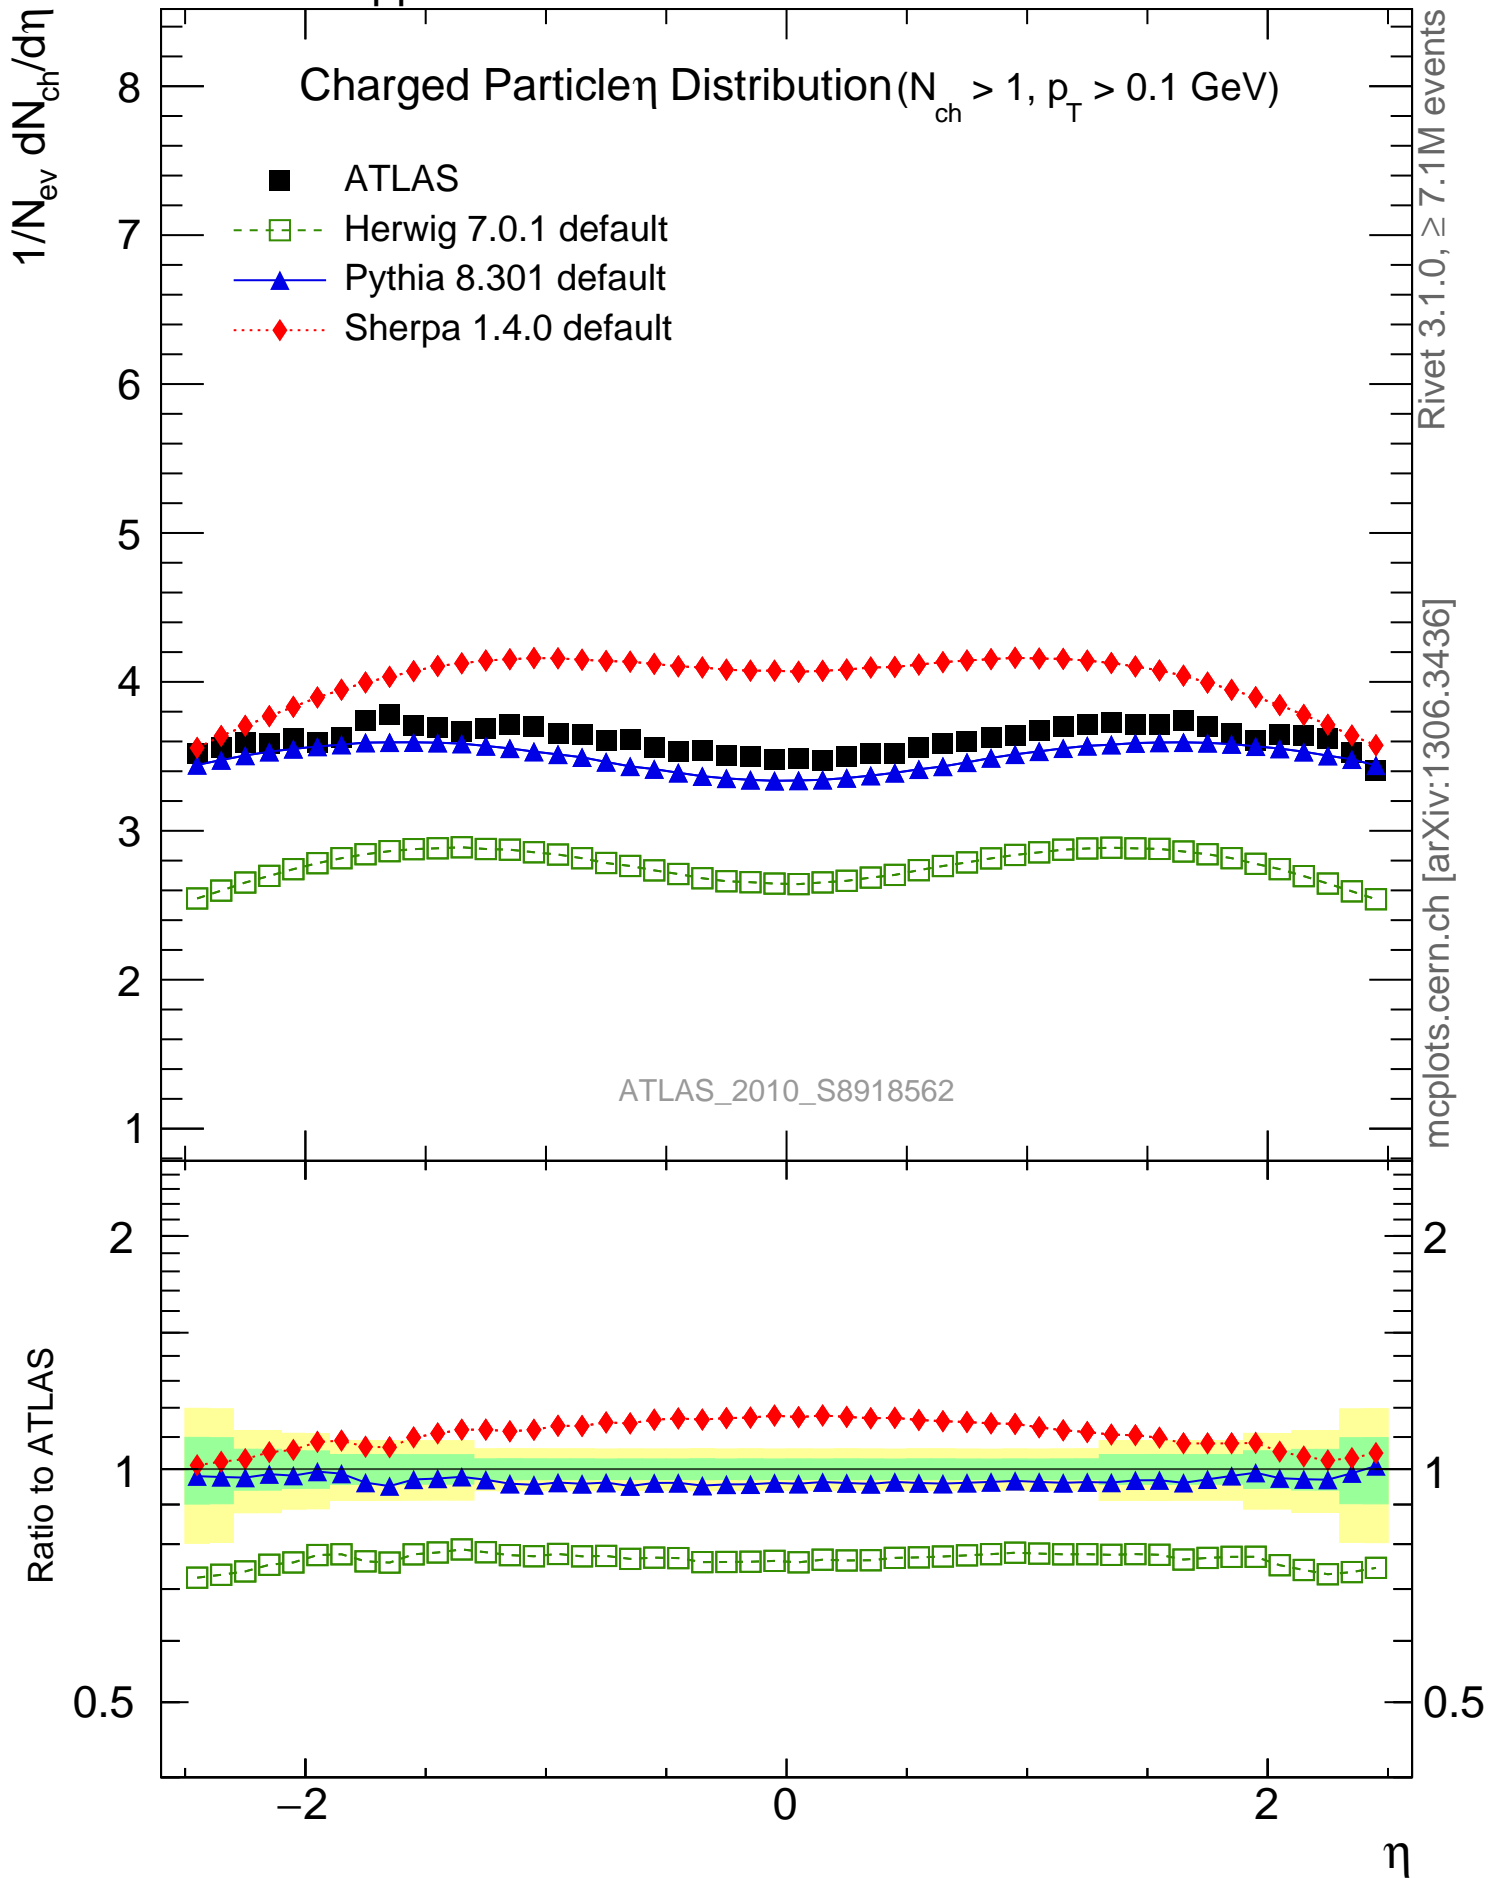 pp
1/N_ev dN_ch/dη
Charged Particleη Distribution (N_ch > 1, p_T > 0.1 GeV)
ATLAS
Herwig 7.0.1 default
Pythia 8.301 default
Sherpa 1.4.0 default
8
7
6
5
4
3
2
1
ATLAS_2010_S8918562
Rivet 3.1.0, ≥ 7.1M events
mcplots.cern.ch [arXiv:1306.3436]
Ratio to ATLAS
2
1
0.5
2
1
0.5
−2
0
2
η